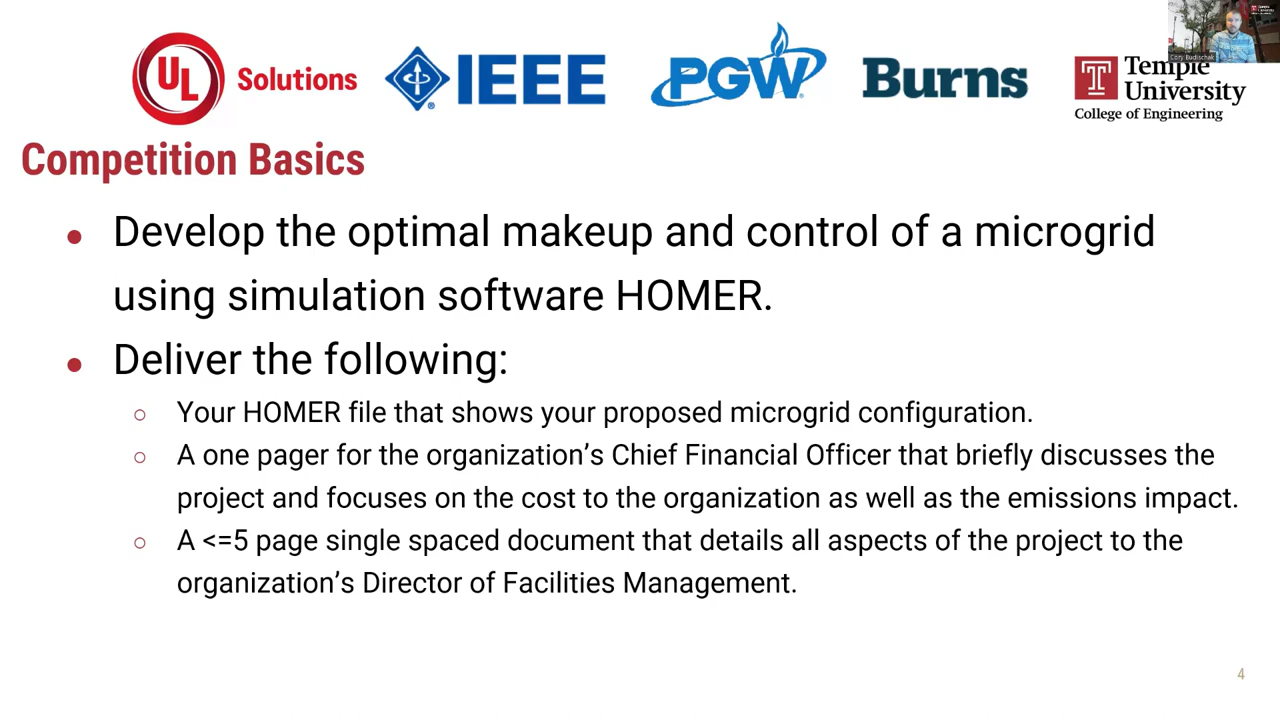 UL Solutions IEEE PGW Burns Temple
University
College of Engineering
Cory Budischak
Competition Basics
● Develop the optimal makeup and control of a microgrid
using simulation software HOMER.
● Deliver the following:
○ Your HOMER file that shows your proposed microgrid configuration.
○ A one pager for the organization’s Chief Financial Officer that briefly discusses the
project and focuses on the cost to the organization as well as the emissions impact.
○ A <=5 page single spaced document that details all aspects of the project to the
organization’s Director of Facilities Management.
4